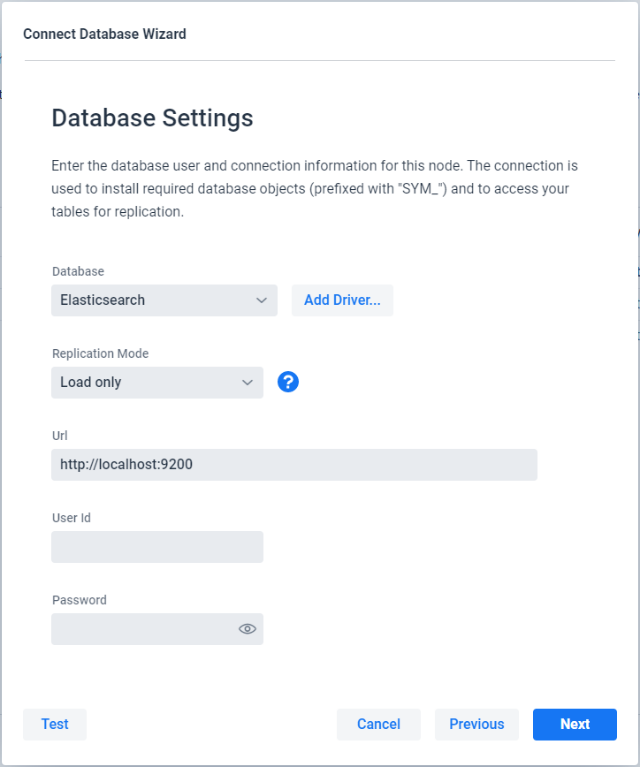 Connect Database Wizard
Database Settings
Enter the database user and connection information for this node. The connection is
used to install required database objects (prefixed with "SYM_") and to access your
tables for replication.
Database
Elasticsearch
Add Driver...
Replication Mode
Load only
?
Url
http://localhost:9200
User Id
Password
Test
Cancel
Previous
Next